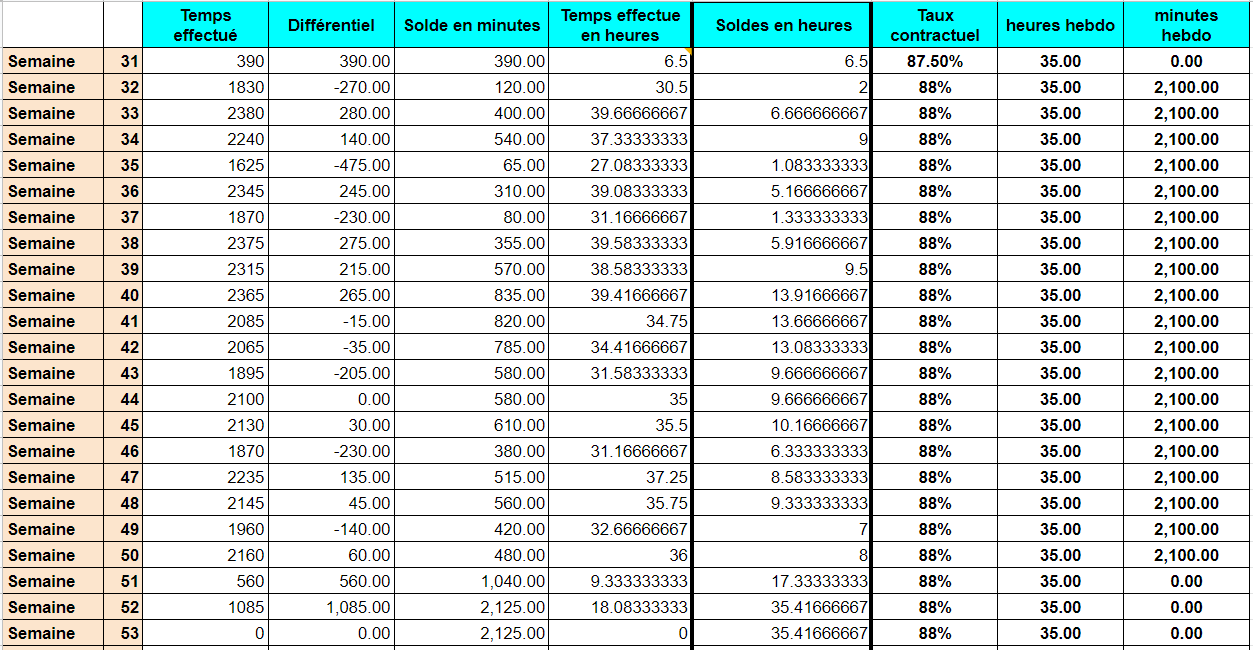 Temps effectué Différentiel Solde en minutes Temps effectue en heures Soldes en heures Taux contractuel heures hebdo minutes hebdo
Semaine 31 390 390.00 390.00 6.5 6.5 87.50% 35.00 0.00
Semaine 32 1830 -270.00 120.00 30.5 2 88% 35.00 2,100.00
Semaine 33 2380 280.00 400.00 39.66666667 6.666666667 88% 35.00 2,100.00
Semaine 34 2240 140.00 540.00 37.33333333 9 88% 35.00 2,100.00
Semaine 35 1625 -475.00 65.00 27.08333333 1.083333333 88% 35.00 2,100.00
Semaine 36 2345 245.00 310.00 39.08333333 5.166666667 88% 35.00 2,100.00
Semaine 37 1870 -230.00 80.00 31.16666667 1.333333333 88% 35.00 2,100.00
Semaine 38 2375 275.00 355.00 39.58333333 5.916666667 88% 35.00 2,100.00
Semaine 39 2315 215.00 570.00 38.58333333 9.5 88% 35.00 2,100.00
Semaine 40 2365 265.00 835.00 39.41666667 13.91666667 88% 35.00 2,100.00
Semaine 41 2085 -15.00 820.00 34.75 13.66666667 88% 35.00 2,100.00
Semaine 42 2065 -35.00 785.00 34.41666667 13.08333333 88% 35.00 2,100.00
Semaine 43 1895 -205.00 580.00 31.58333333 9.666666667 88% 35.00 2,100.00
Semaine 44 2100 0.00 580.00 35 9.666666667 88% 35.00 2,100.00
Semaine 45 2130 30.00 610.00 35.5 10.16666667 88% 35.00 2,100.00
Semaine 46 1870 -230.00 380.00 31.16666667 6.333333333 88% 35.00 2,100.00
Semaine 47 2235 135.00 515.00 37.25 8.583333333 88% 35.00 2,100.00
Semaine 48 2145 45.00 560.00 35.75 9.333333333 88% 35.00 2,100.00
Semaine 49 1960 -140.00 420.00 32.66666667 7 88% 35.00 2,100.00
Semaine 50 2160 60.00 480.00 36 8 88% 35.00 2,100.00
Semaine 51 560 560.00 1,040.00 9.333333333 17.33333333 88% 35.00 0.00
Semaine 52 1085 1,085.00 2,125.00 18.08333333 35.41666667 88% 35.00 0.00
Semaine 53 0 0.00 2,125.00 0 35.41666667 88% 35.00 0.00